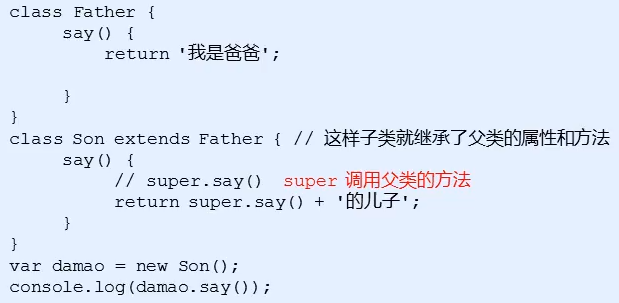 class Father {
say() {
return '我是爸爸';
}
}
class Son extends Father { // 这样子类就继承了父类的属性和方法
say() {
// super.say() super 调用父类的方法
return super.say() + '的儿子';
}
}
var damao = new Son();
console.log(damao.say());